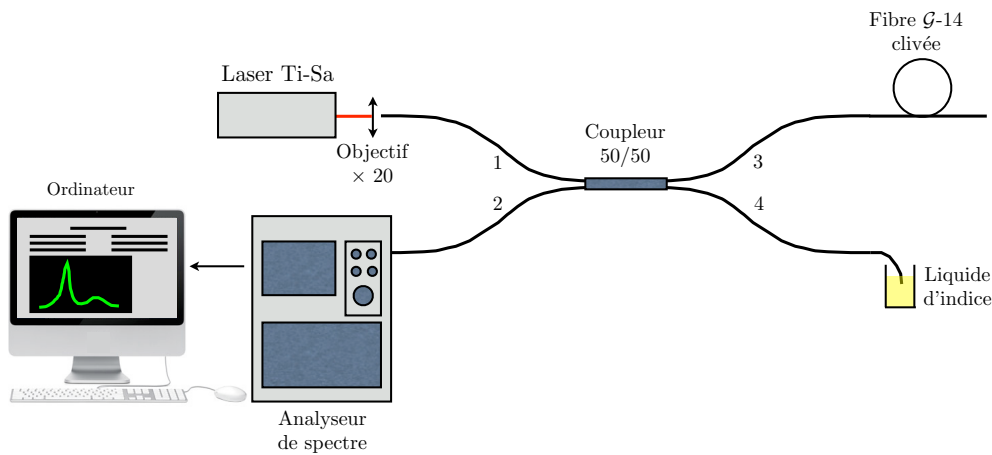 Fibre 𝒢-14
clivée
Laser Ti-Sa
Objectif
× 20
Coupleur
50/50
1
2
3
4
Ordinateur
Liquide
d'indice
Analyseur
de spectre